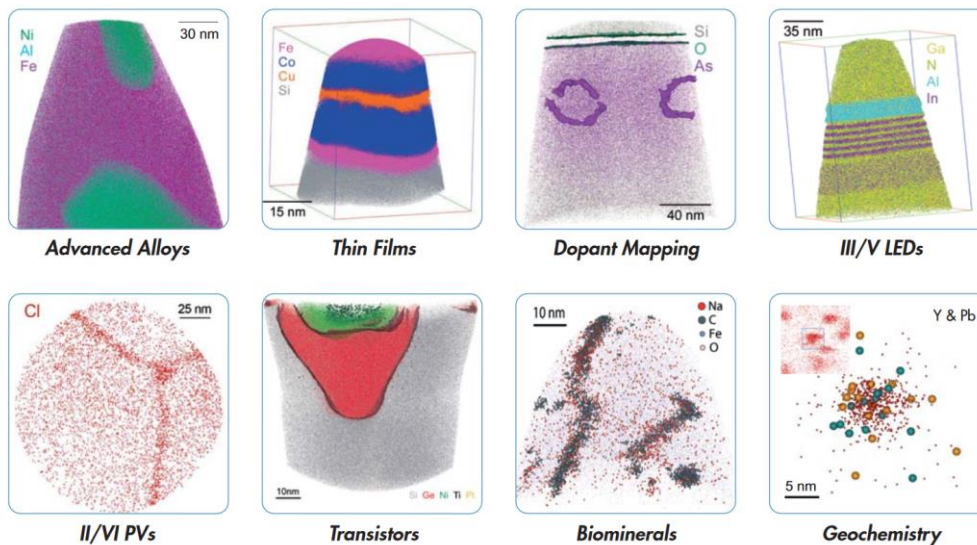 Ni
Al
Fe
30 nm
Advanced Alloys
Fe
Co
Cu
Si
15 nm
Thin Films
Si
O
As
40 nm
Dopant Mapping
35 nm
Ga
N
Al
In
III/V LEDs
Cl
25 nm
II/VI PVs
10nm
Si Ge Ni Ti Pt
Transistors
10 nm
Na
C
Fe
O
Biominerals
Y & Pb
5 nm
Geochemistry